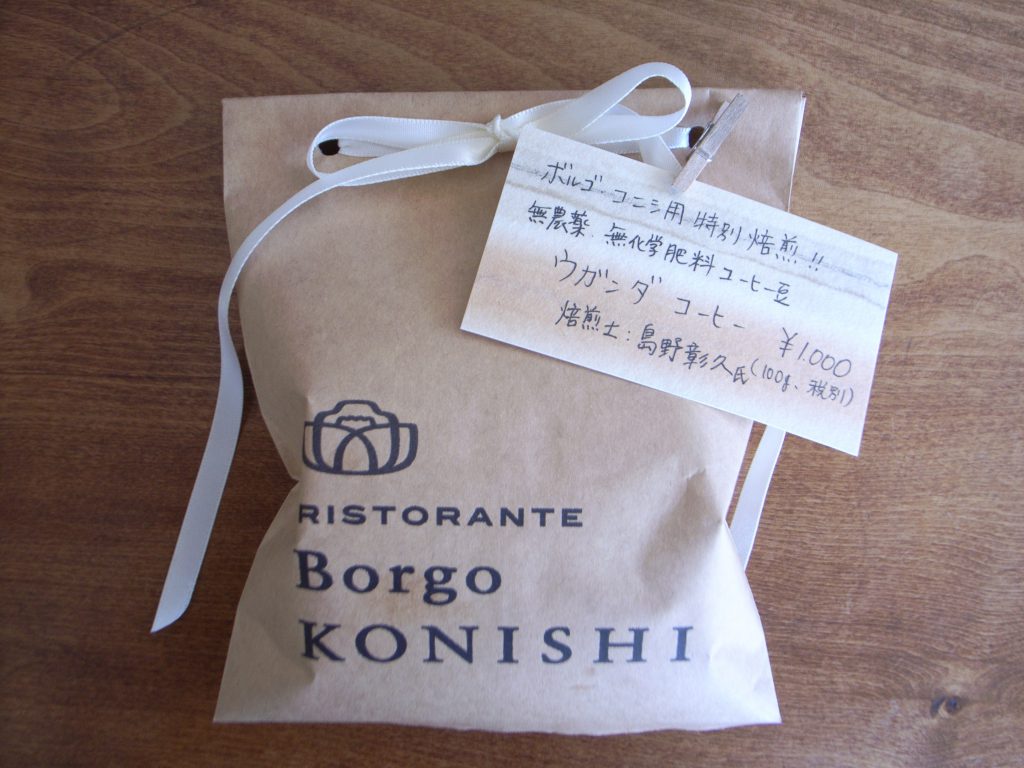 ボルゴ・コニシ用 特別焙煎!!
無農薬、無化学肥料コーヒー豆
ウガンダ コーヒー ¥1.000
焙煎士:島野彰久氏(100g、税別)
RISTORANTE
Borgo
KONISHI